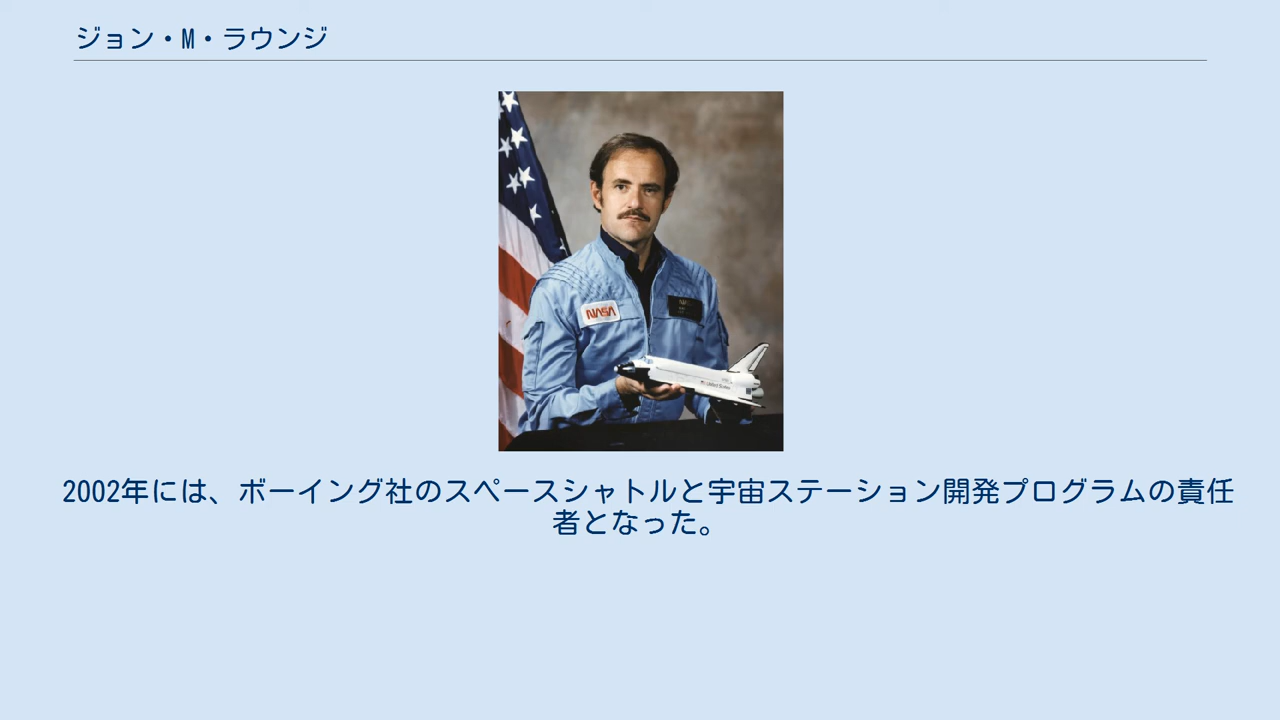 ジョン・M・ラウンジ
NASA
United States
2002年には、ボーイング社のスペースシャトルと宇宙ステーション開発プログラムの責任
者となった。